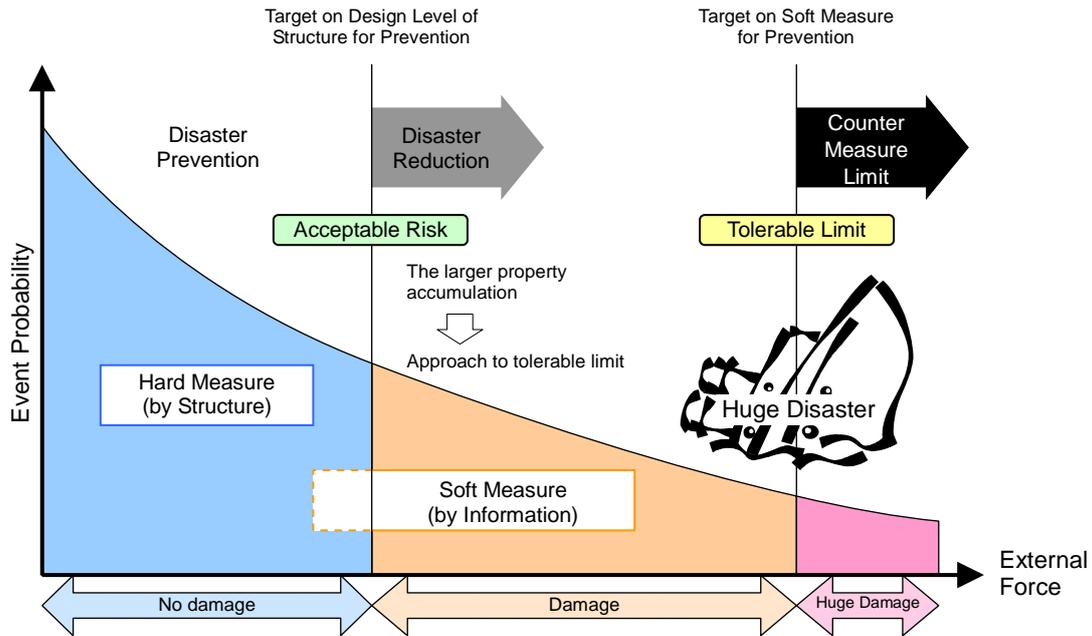 Target on Design Level of
Structure for Prevention
Target on Soft Measure
for Prevention
Disaster
Prevention
Disaster
Reduction
Counter
Measure
Limit
Acceptable Risk
Tolerable Limit
The larger property
accumulation
Approach to tolerable limit
Event Probability
Hard Measure
(by Structure)
Huge Disaster
Soft Measure
(by Information)
External
Force
No damage
Damage
Huge Damage